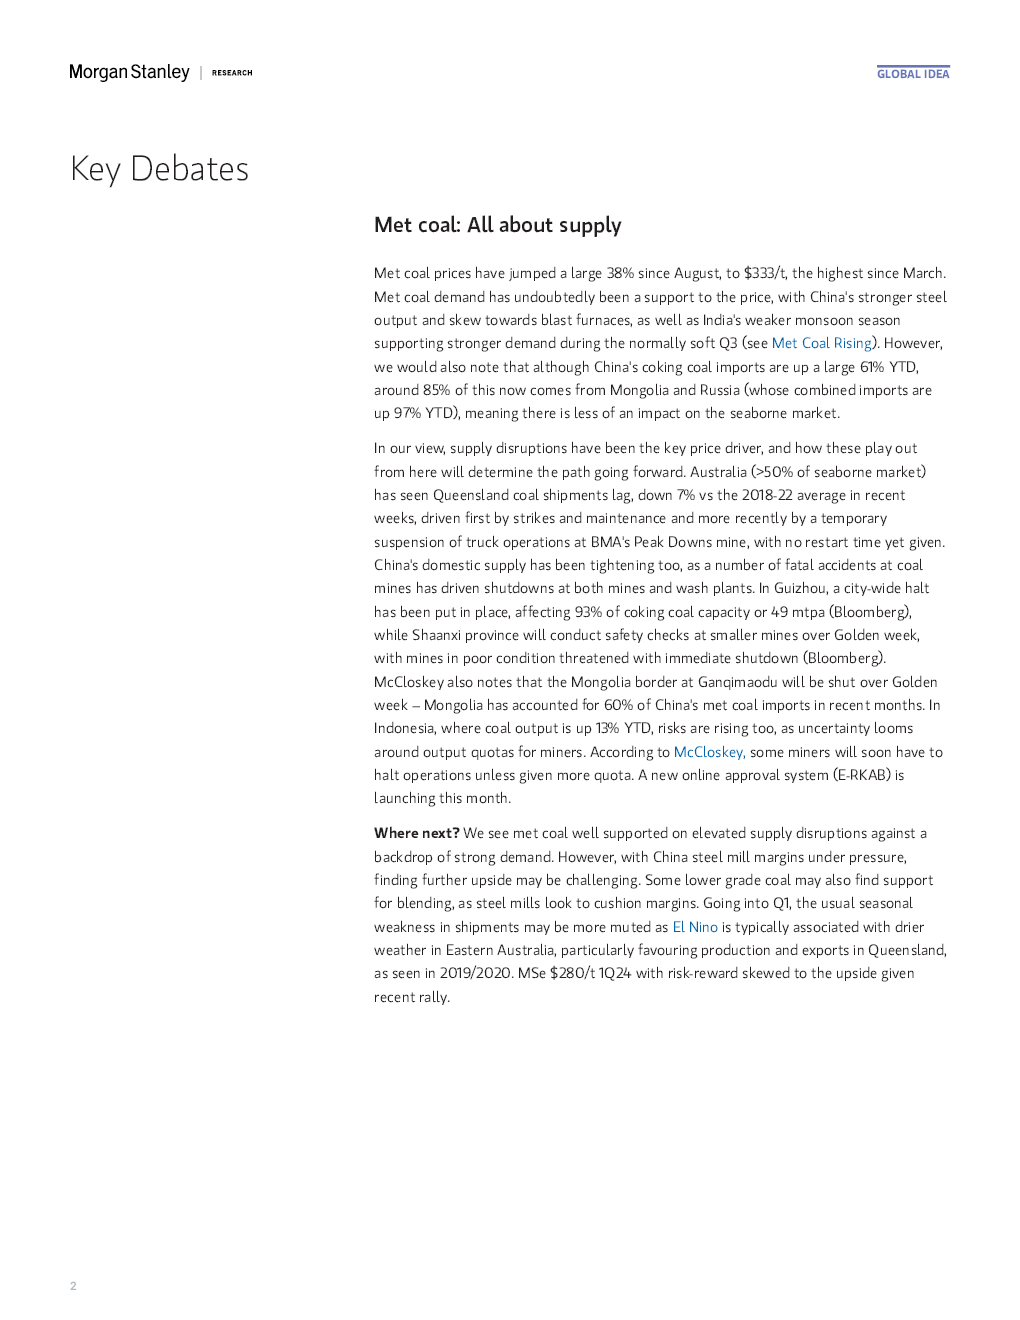 Morgan Stanley | RESEARCH
GLOBAL IDEA
Key Debates
Met coal: All about supply
Met coal prices have jumped a large 38% since August, to $333/t, the highest since March.
Met coal demand has undoubtedly been a support to the price, with China's stronger steel
output and skew towards blast furnaces, as well as India's weaker monsoon season
supporting stronger demand during the normally soft Q3 (see Met Coal Rising). However,
we would also note that although China's coking coal imports are up a large 61% YTD,
around 85% of this now comes from Mongolia and Russia (whose combined imports are
up 97% YTD), meaning there is less of an impact on the seaborne market.
In our view, supply disruptions have been the key price driver, and how these play out
from here will determine the path going forward. Australia (>50% of seaborne market)
has seen Queensland coal shipments lag, down 7% vs the 2018-22 average in recent
weeks, driven first by strikes and maintenance and more recently by a temporary
suspension of truck operations at BMA's Peak Downs mine, with no restart time yet given.
China's domestic supply has been tightening too, as a number of fatal accidents at coal
mines has driven shutdowns at both mines and wash plants. In Guizhou, a city-wide halt
has been put in place, affecting 93% of coking coal capacity or 49 mtpa (Bloomberg),
while Shaanxi province will conduct safety checks at smaller mines over Golden week,
with mines in poor condition threatened with immediate shutdown (Bloomberg).
McCloskey also notes that the Mongolia border at Ganqimaodu will be shut over Golden
week – Mongolia has accounted for 60% of China's met coal imports in recent months. In
Indonesia, where coal output is up 13% YTD, risks are rising too, as uncertainty looms
around output quotas for miners. According to McCloskey, some miners will soon have to
halt operations unless given more quota. A new online approval system (E-RKAB) is
launching this month.
Where next? We see met coal well supported on elevated supply disruptions against a
backdrop of strong demand. However, with China steel mill margins under pressure,
finding further upside may be challenging. Some lower grade coal may also find support
for blending, as steel mills look to cushion margins. Going into Q1, the usual seasonal
weakness in shipments may be more muted as El Nino is typically associated with drier
weather in Eastern Australia, particularly favouring production and exports in Queensland,
as seen in 2019/2020. MSe $280/t 1Q24 with risk-reward skewed to the upside given
recent rally.
2